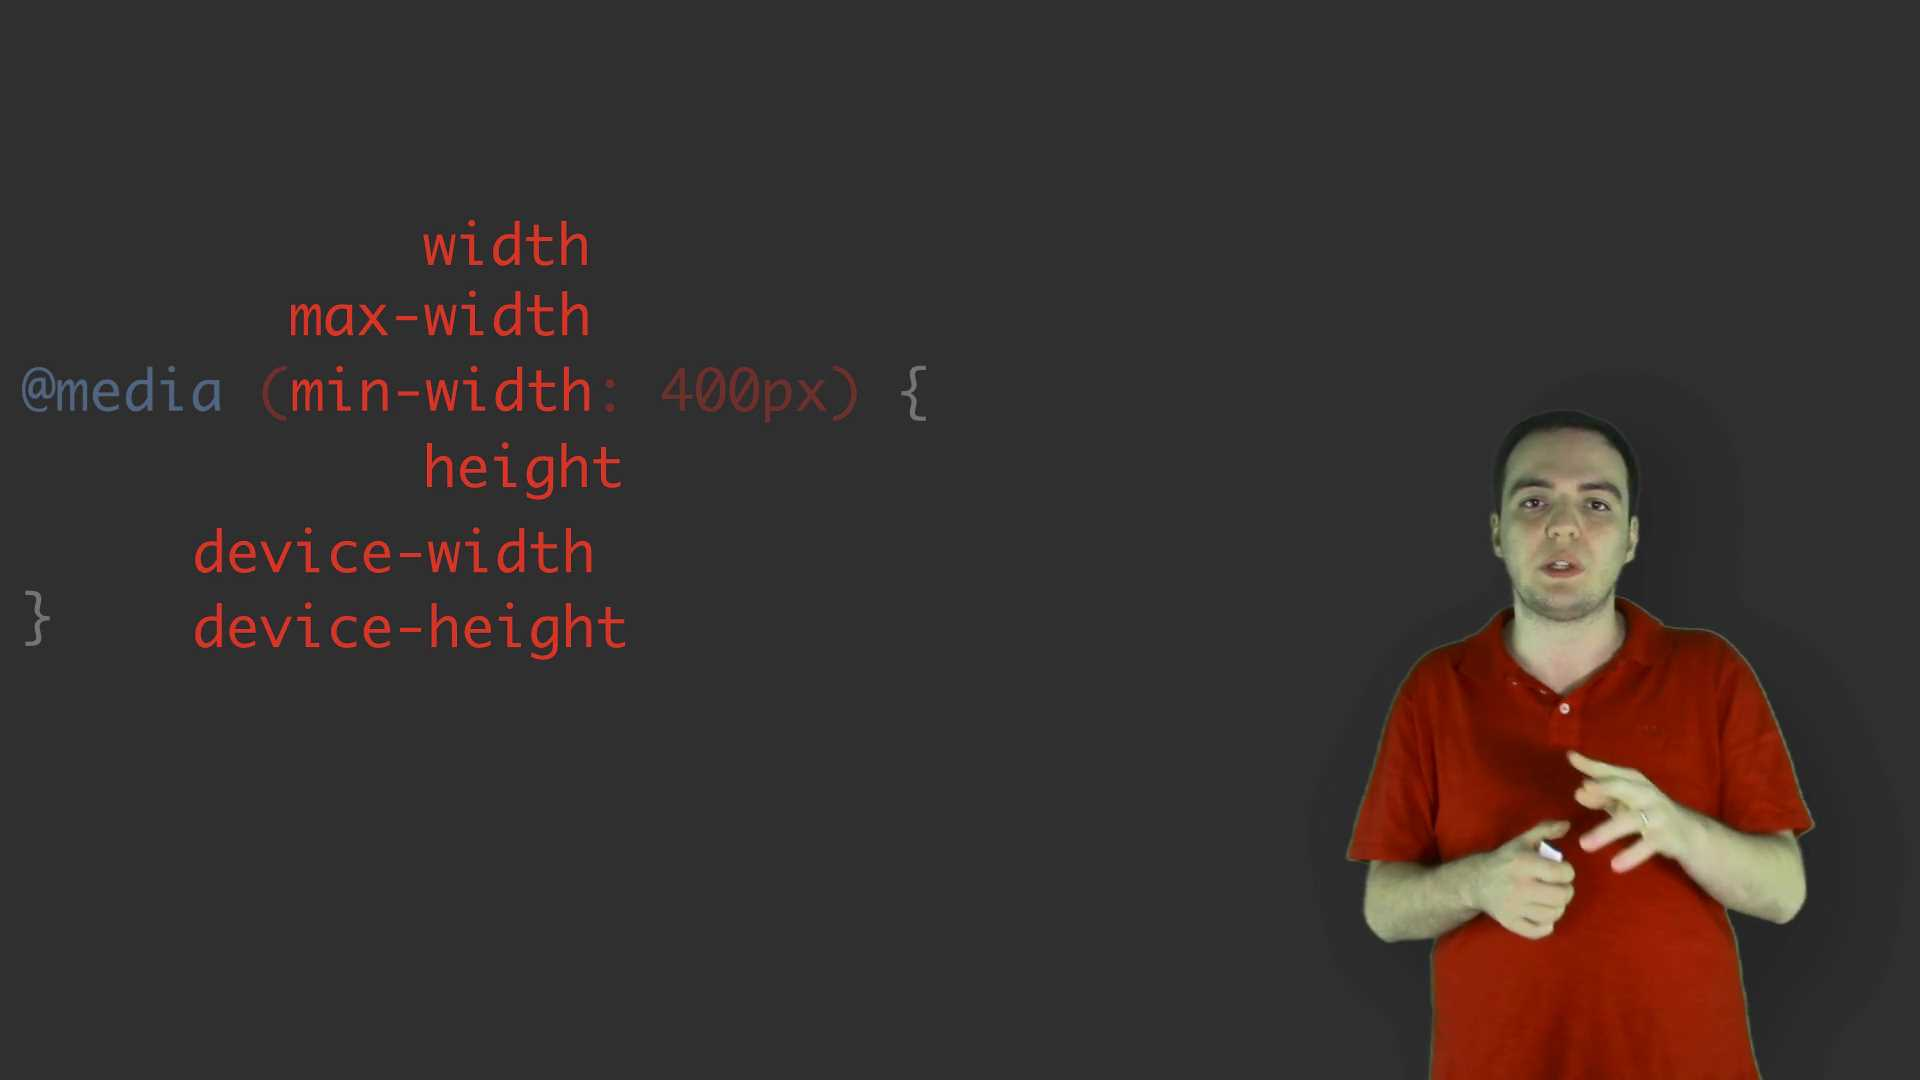 width
max-width
@media (min-width: 400px) {
height
device-width
}
device-height